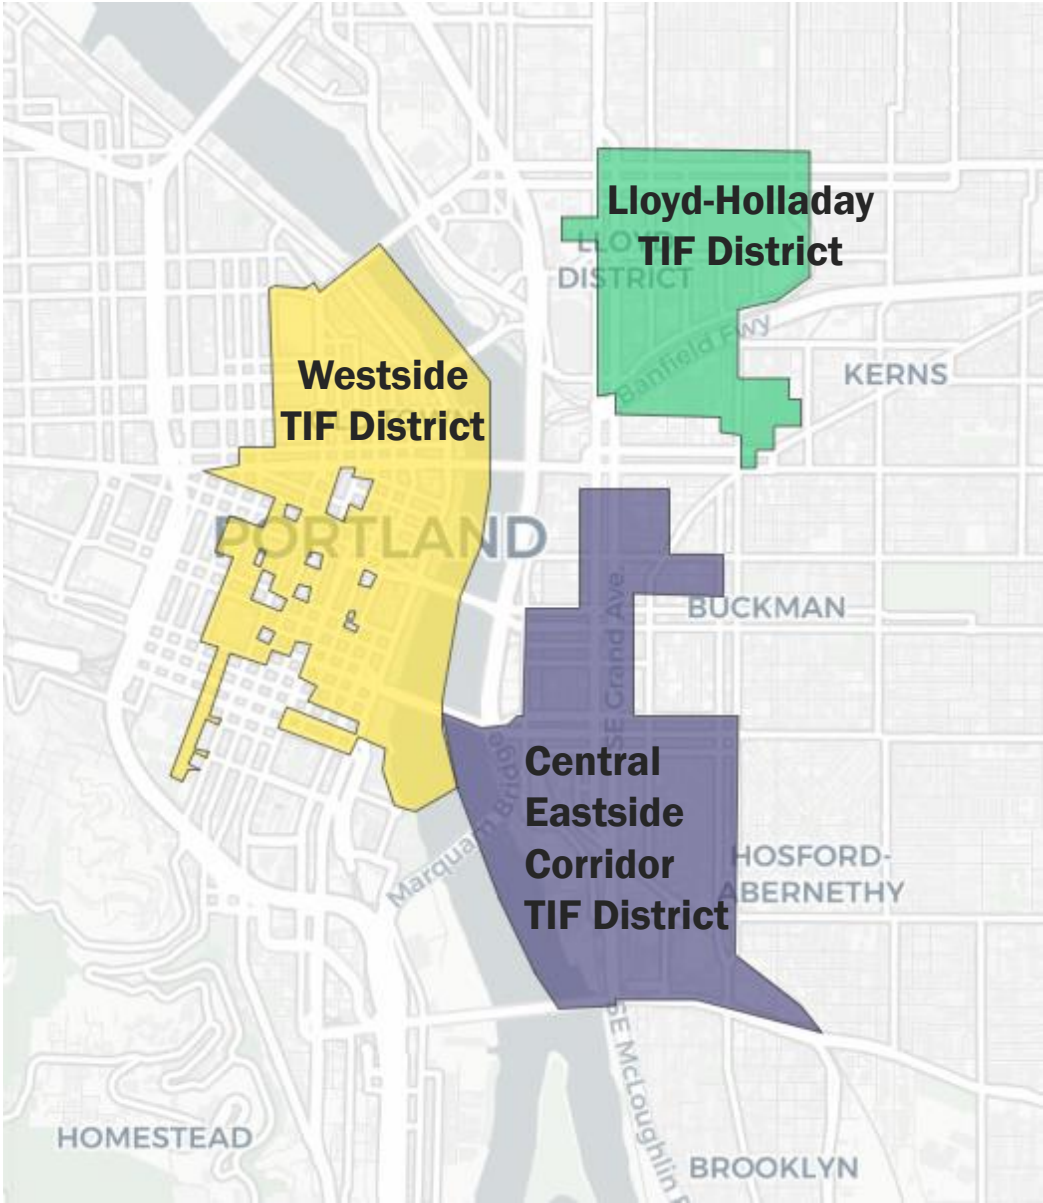 Lloyd-Holladay
TIF District
LLOYD
DISTRICT
Banfield Fwy
KERNS
Westside
TIF District
PORTLAND
SE Grand Ave
BUCKMAN
Central
Eastside
Corridor
TIF District
Marquam Bridge
HOSFORD-
ABERNETHY
SE McLoughlin
HOMESTEAD
BROOKLYN